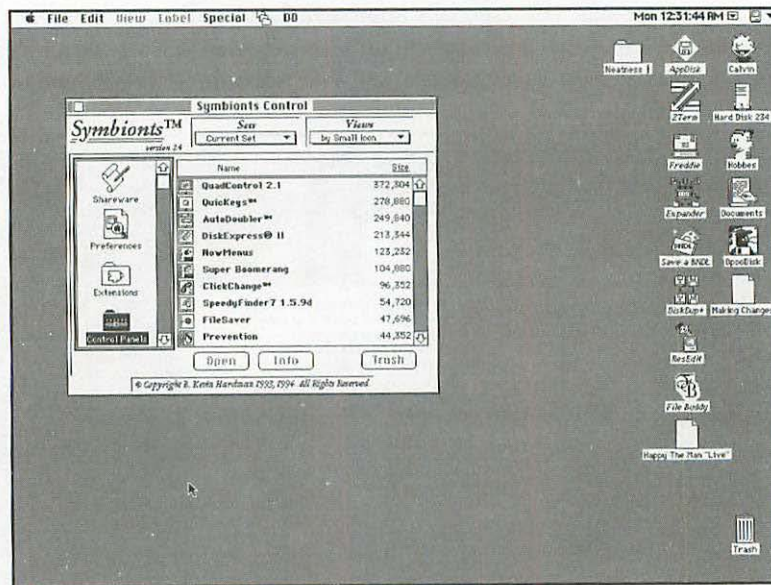 File Edit View Label Special DD Mon 12:31:44 AM
Symbionts Control
Symbionts™
version 2.4
Sets
Current Set
Views
by Small Icon
Shareware
Preferences
Extensions
Control Panels
Name Size
QuadControl 2.1 372,304
QuicKeys™ 278,880
AutoDoubler™ 249,840
DiskExpress® II 213,344
NowMenus 123,232
Super Boomerang 104,880
ClickChange™ 96,352
SpeedyFinder7 1.5.9d 54,720
FileSaver 47,696
Prevention 44,352
Open Info Trash
© Copyright B. Kevin Hardman 1993, 1994 All Rights Reserved.
Neatness
AppDisk
Calvin
ZTerm
Hard Disk 234
Freddie
Hobbes
Expander
Documents
Save a BNDL
OpooDisk
DiskDup+
Making Changes
ResEdit
File Buddy
Happy The Man "Live"
Trash